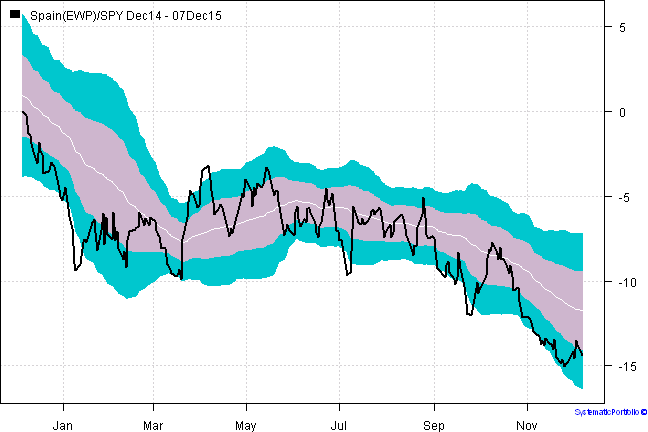 Spain(EWP)/SPY Dec14 - 07Dec15
5
0
-5
-10
-15
Jan Mar May Jul Sep Nov
SystematicPortfolio ©